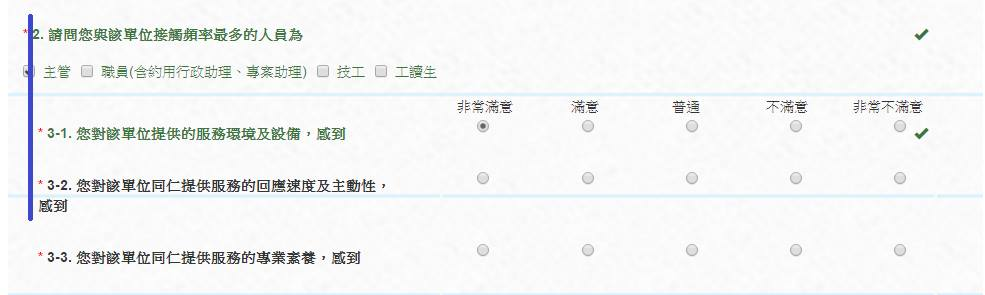 * 2. 請問您與該單位接觸頻率最多的人員為
主管 職員(含約用行政助理、專案助理) 技工 工讀生
非常滿意 滿意 普通 不滿意 非常不滿意
* 3-1. 您對該單位提供的服務環境及設備，感到
* 3-2. 您對該單位同仁提供服務的回應速度及主動性，
感到
* 3-3. 您對該單位同仁提供服務的專業素養，感到